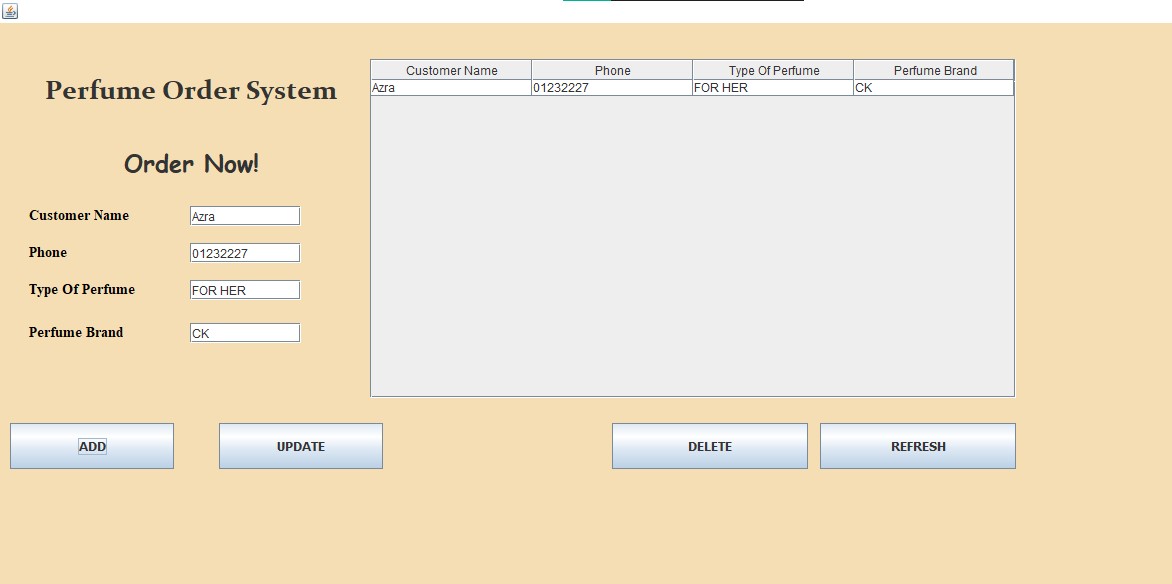 Perfume Order System
Order Now!
Customer Name Azra
Phone 01232227
Type Of Perfume FOR HER
Perfume Brand CK
Customer Name Phone Type Of Perfume Perfume Brand
Azra 01232227 FOR HER CK
ADD UPDATE DELETE REFRESH